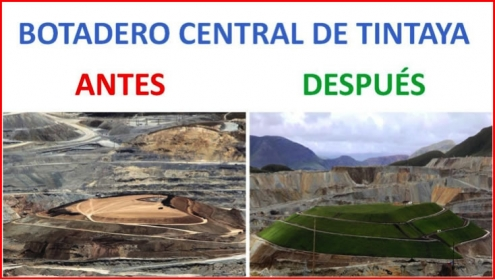 BOTADERO CENTRAL DE TINTAYA
ANTES DESPUÉS